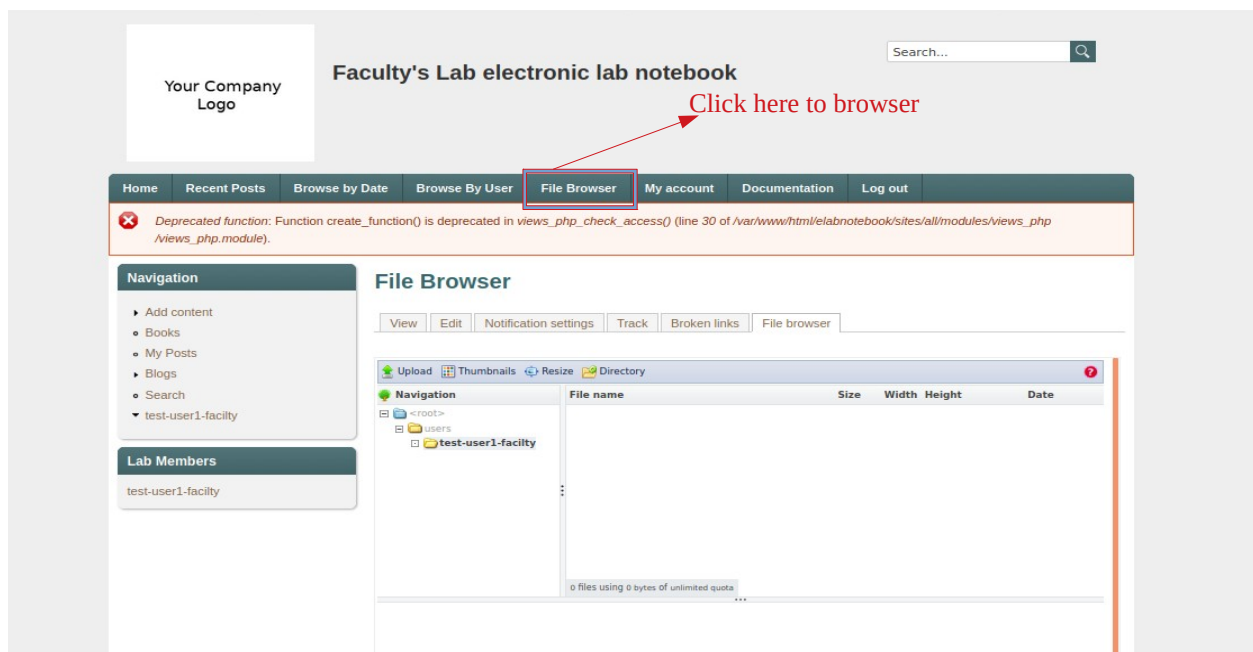 Your Company
Logo
Faculty's Lab electronic lab notebook
Search...
Click here to browser
Home Recent Posts Browse by Date Browse By User File Browser My account Documentation Log out
Deprecated function: Function create_function() is deprecated in views_php_check_access() (line 30 of /var/www/html/elabnotebook/sites/all/modules/views_php
/views_php.module).
Navigation
Add content
Books
My Posts
Blogs
Search
test-user1-facilty
Lab Members
test-user1-facilty
File Browser
View Edit Notification settings Track Broken links File browser
Upload Thumbnails Resize Directory ?
Navigation File name Size Width Height Date
<root>
users
test-user1-facilty
0 files using 0 bytes of unlimited quota